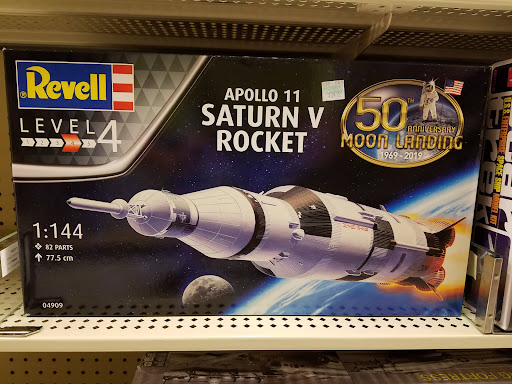 Revell
LEVEL 4
APOLLO 11
SATURN V
ROCKET
50TH
ANNIVERSARY
MOON LANDING
1969 - 2019
1:144
82 PARTS
77.5 cm
04909